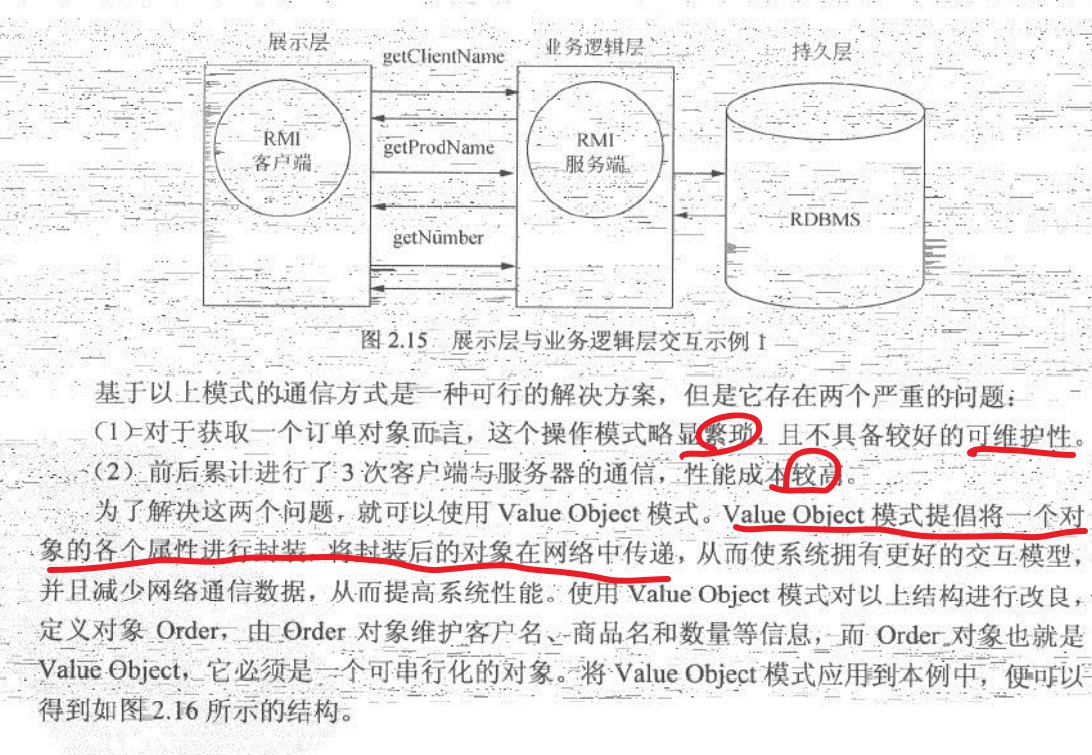 展示层 业务逻辑层 持久层
getClientName
RMI
客户端
getProdName
RMI
服务端
getNumber
RDBMS
图 2.15 展示层与业务逻辑层交互示例 1
基于以上模式的通信方式是一种可行的解决方案，但是它存在两个严重的问题：
（1）对于获取一个订单对象而言，这个操作模式略显繁琐，且不具备较好的可维护性。
（2）前后累计进行了 3 次客户端与服务器的通信，性能成本较高。
为了解决这两个问题，就可以使用 Value Object 模式。Value Object 模式提倡将一个对
象的各个属性进行封装，将封装后的对象在网络中传递，从而使系统拥有更好的交互模型，
并且减少网络通信数据，从而提高系统性能。使用 Value Object 模式对以上结构进行改良，
定义对象 Order，由 Order 对象维护客户名、商品名和数量等信息，而 Order 对象也就是
Value Object，它必须是一个可串行化的对象。将 Value Object 模式应用到本例中，便可以
得到如图 2.16 所示的结构。